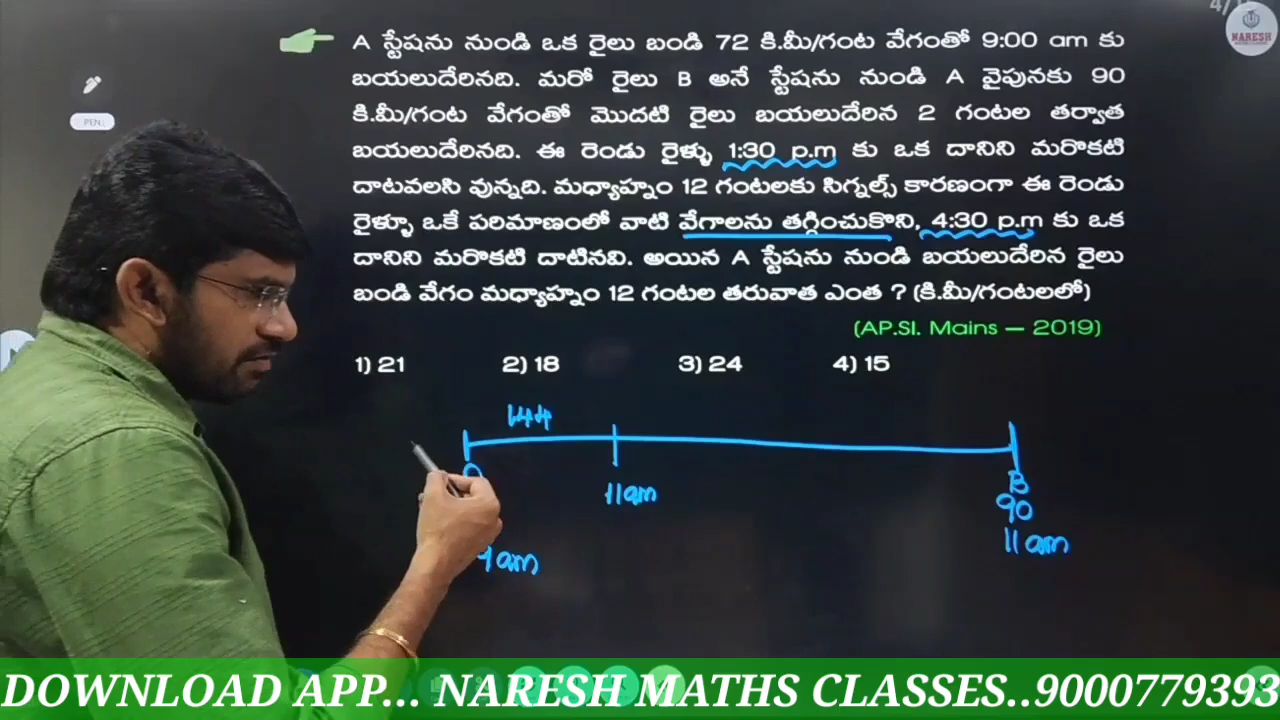 4/1
NARESH
A స్టేషను నుండి ఒక రైలు బండి 72 కి.మీ/గంట వేగంతో 9:00 am కు
బయలుదేరినది. మరో రైలు B అనే స్టేషను నుండి A వైపునకు 90
PEN
కి.మీ/గంట వేగంతో మొదటి రైలు బయలుదేరిన 2 గంటల తర్వాత
బయలుదేరినది. ఈ రెండు రైళ్ళు 1:30 p.m కు ఒక దానిని మరొకటి
దాటవలసి వున్నది. మధ్యాహ్నం 12 గంటలకు సిగ్నల్స్ కారణంగా ఈ రెండు
రైళ్ళూ ఒకే పరిమాణంలో వాటి వేగాలను తగ్గించుకొని, 4:30 p.m కు ఒక
దానిని మరొకటి దాటినవి. అయిన A స్టేషను నుండి బయలుదేరిన రైలు
బండి వేగం మధ్యాహ్నం 12 గంటల తరువాత ఎంత ? (కి.మీ/గంటలలో)
(AP.SI. Mains – 2019)
1) 21 2) 18 3) 24 4) 15
144
11am
B
90
11am
9am
DOWNLOAD APP... NARESH MATHS CLASSES..9000779393